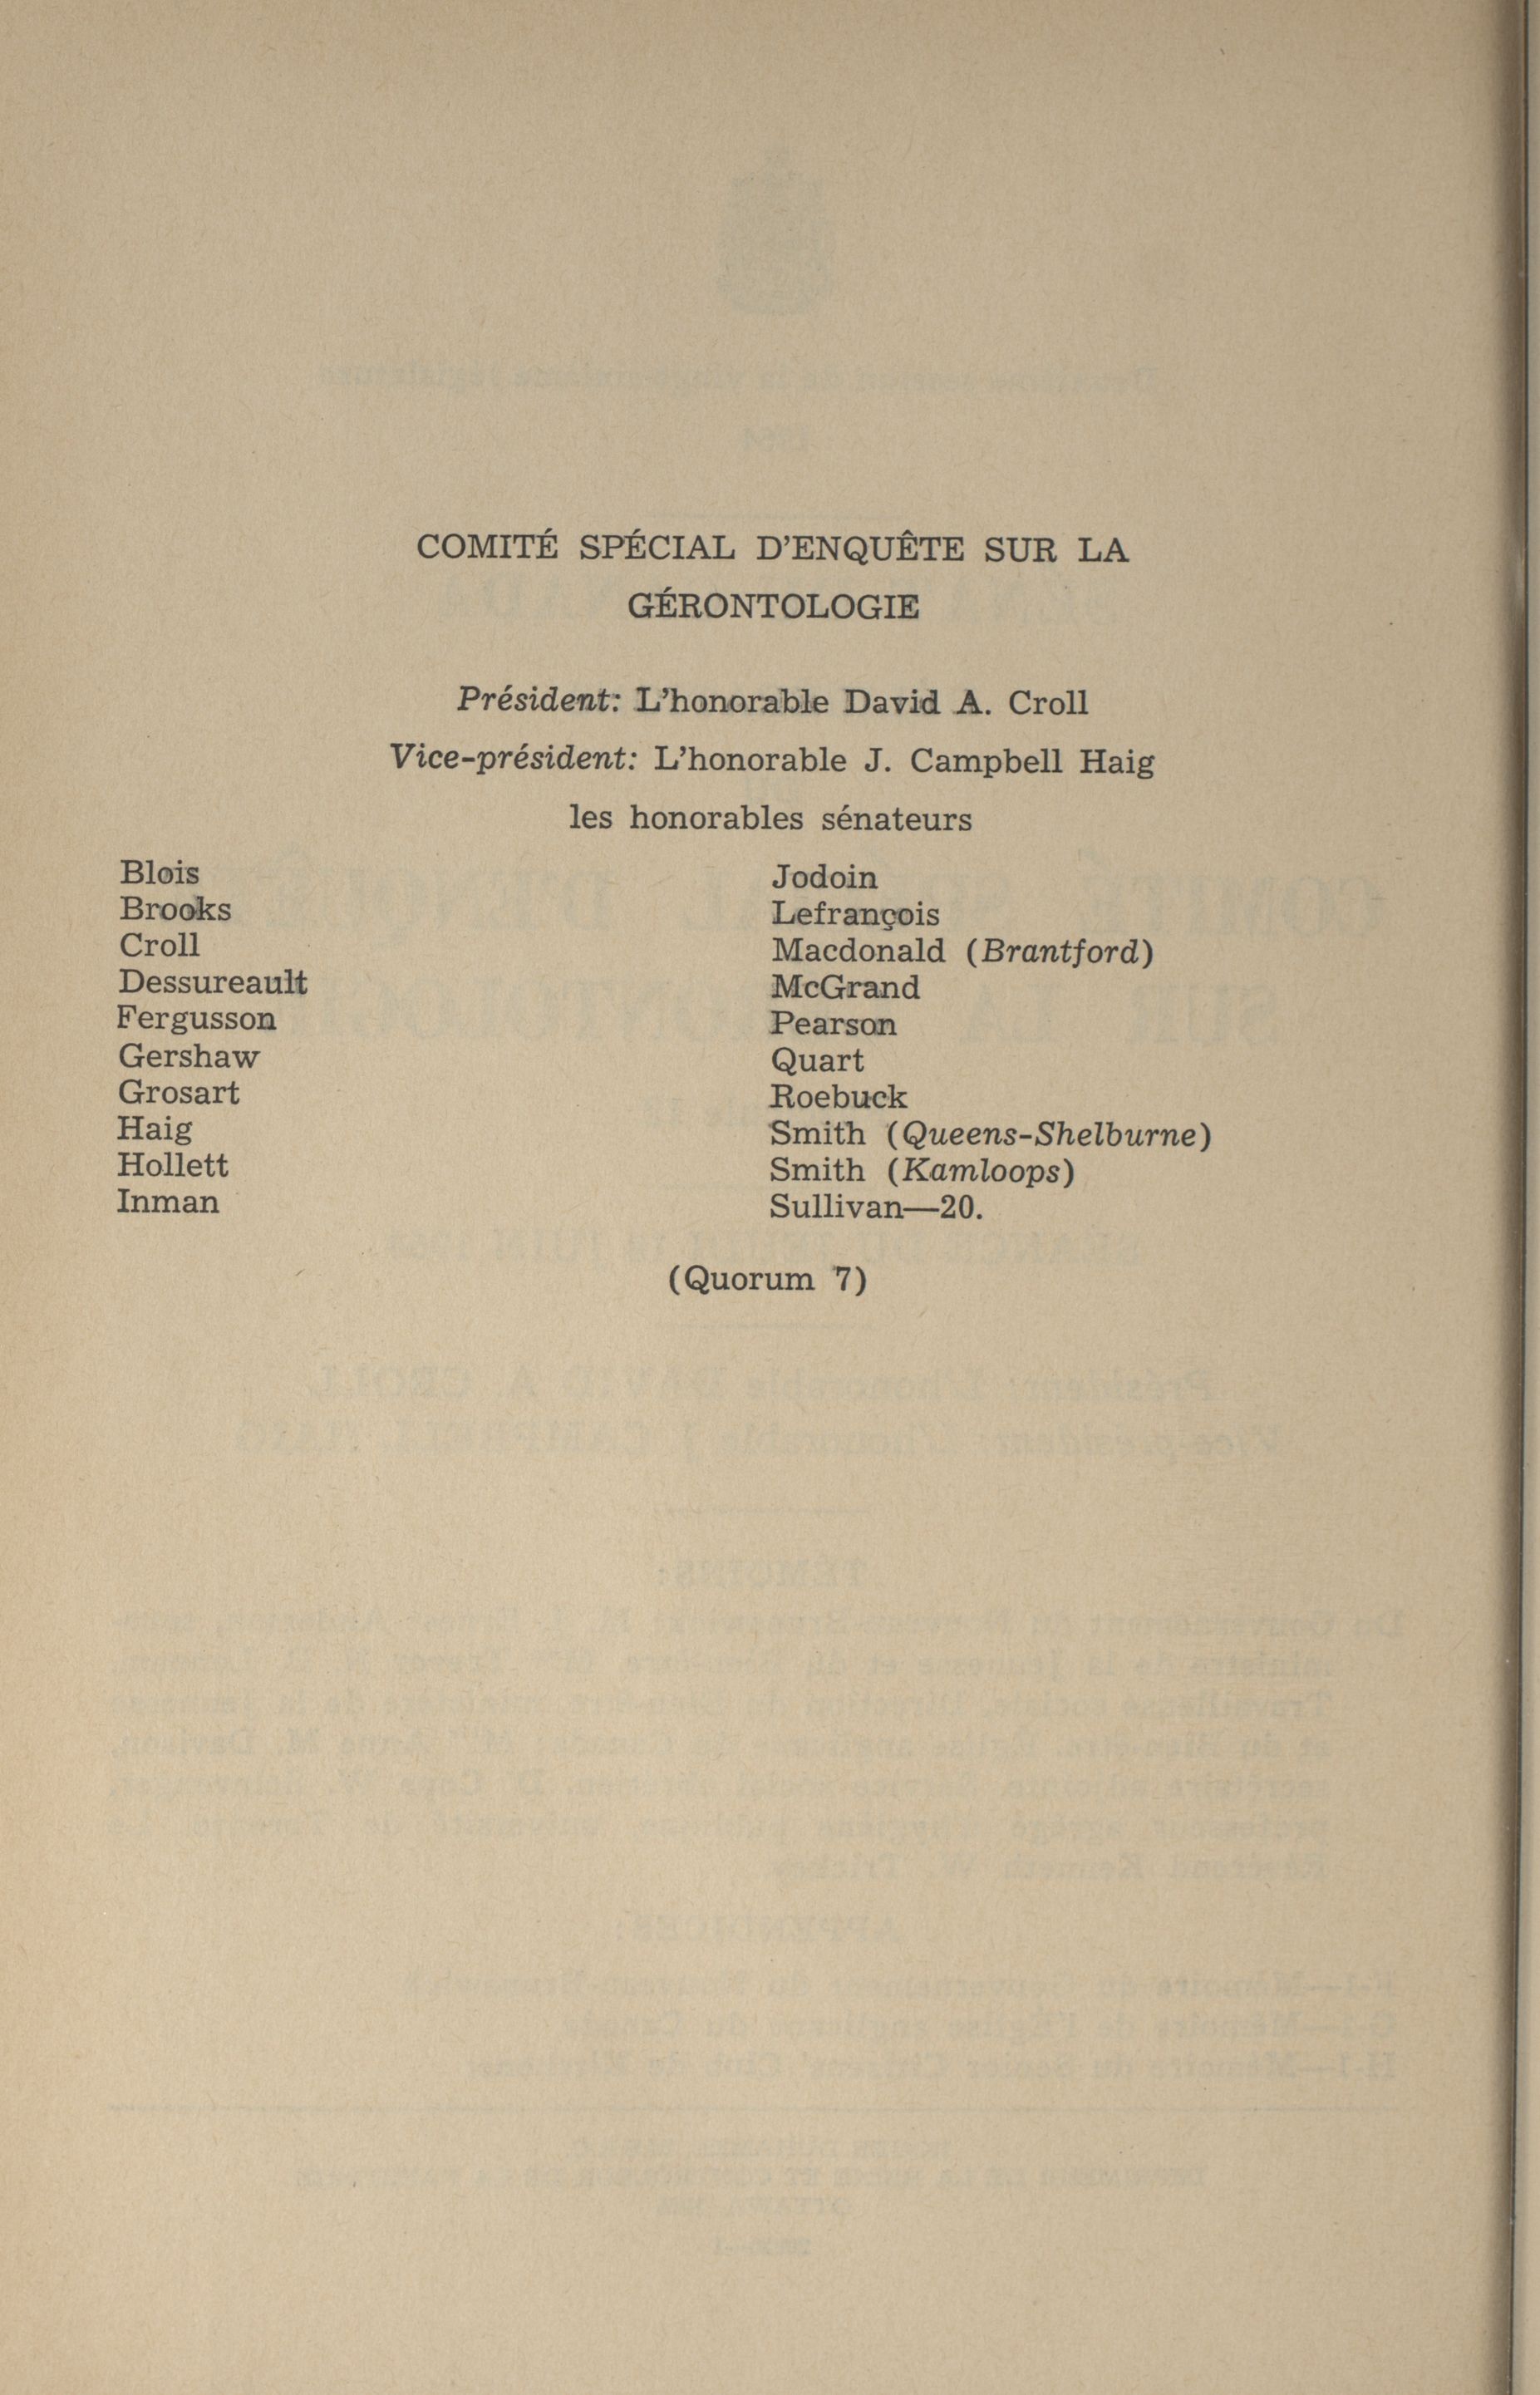 COMITÉ SPÉCIAL D'ENQUÊTE SUR LA
GÉRONTOLOGIE
Président: L'honorable David A. Croll
Vice-président: L'honorable J. Campbell Haig
les honorables sénateurs
Blois
Brooks
Croll
Dessureault
Fergusson
Gershaw
Grosart
Haig
Hollett
Inman
Jodoin
Lefrançois
Macdonald (Brantford)
McGrand
Pearson
Quart
Roebuck
Smith (Queens-Shelburne)
Smith (Kamloops)
Sullivan—20.
(Quorum 7)